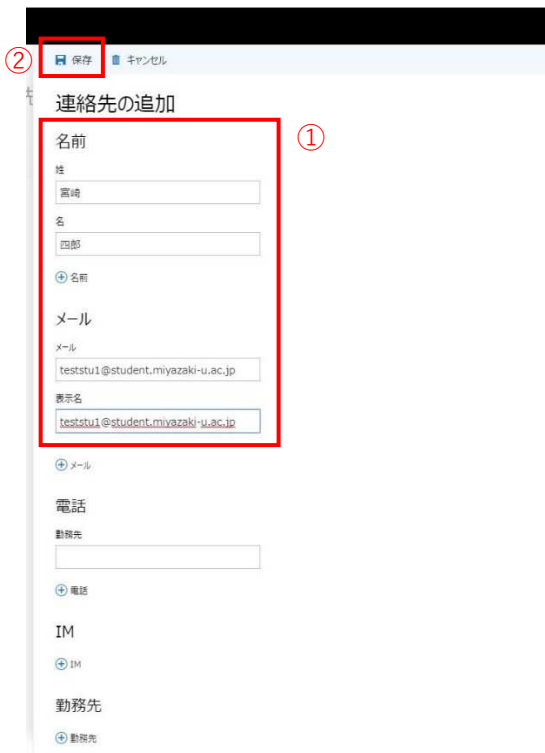 ② 保存 キャンセル
連絡先の追加
①
名前
姓
宮崎
名
四郎
名前
メール
メール
teststu1@student.miyazaki-u.ac.jp
表示名
teststu1@student.miyazaki-u.ac.jp
メール
電話
勤務先
電話
IM
IM
勤務先
勤務先